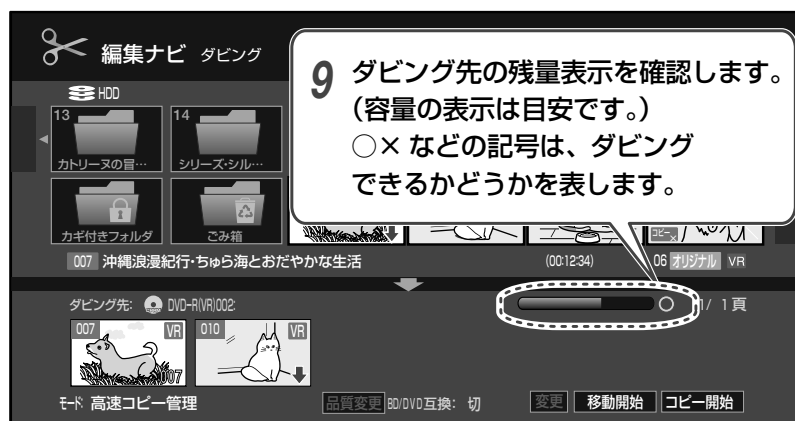 編集ナビ ダビング
9 ダビング先の残量表示を確認します。
(容量の表示は目安です。)
○× などの記号は、ダビング
できるかどうかを表します。
HDD
13
14
カトリーヌの冒…
シリーズ・シル…
カギ付きフォルダ
ごみ箱
コピー×
007 沖縄浪漫紀行・ちゅら海とおだやかな生活 (00:12:34) 06 オリジナル VR
ダビング先: DVD-R(VR)002: ○ 1/ 1頁
007 VR 010 VR
007
モード: 高速コピー管理 品質変更 BD/DVD互換: 切 変更 移動開始 コピー開始